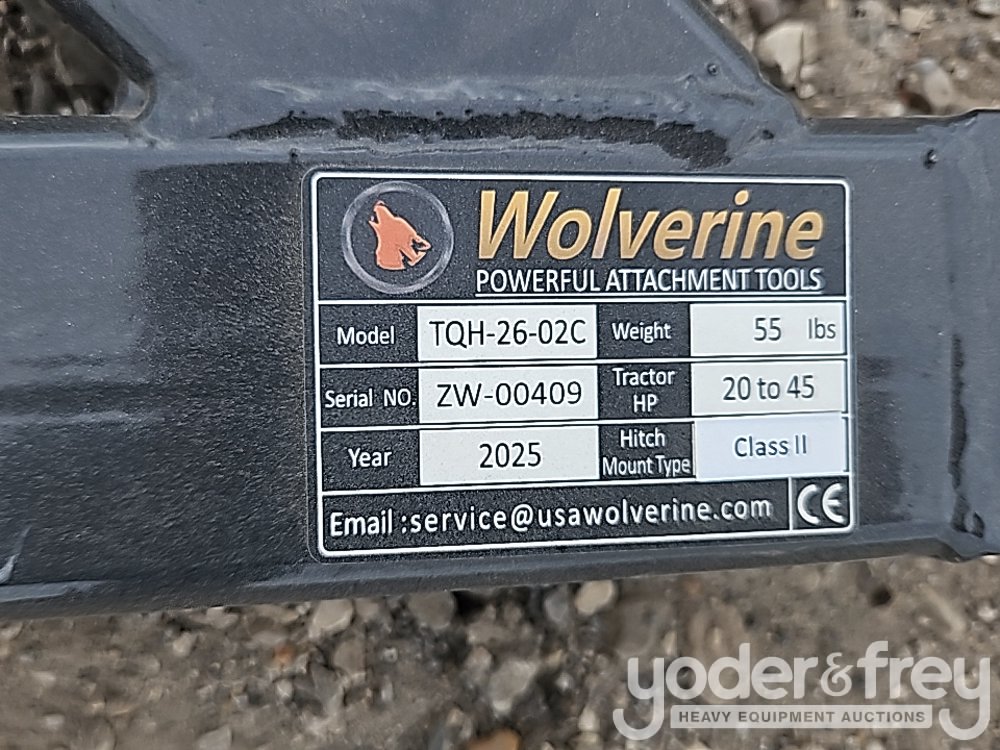 Wolverine
POWERFUL ATTACHMENT TOOLS
Model TQH-26-02C Weight 55 lbs
Serial NO. ZW-00409 Tractor HP 20 to 45
Year 2025 Hitch Mount Type Class II
Email :service@usawolverine.com CE
yoder&frey
HEAVY EQUIPMENT AUCTIONS